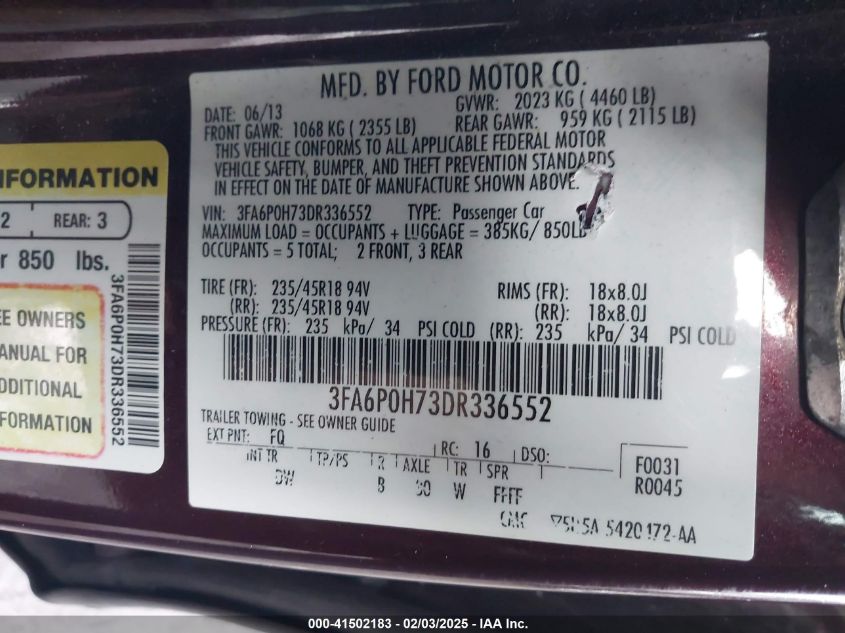 MFD. BY FORD MOTOR CO.
DATE: 06/13 GVWR: 2023 KG ( 4460 LB)
FRONT GAWR: 1068 KG ( 2355 LB) REAR GAWR: 959 KG ( 2115 LB)
THIS VEHICLE CONFORMS TO ALL APPLICABLE FEDERAL MOTOR
VEHICLE SAFETY, BUMPER, AND THEFT PREVENTION STANDARDS
IN EFFECT ON THE DATE OF MANUFACTURE SHOWN ABOVE.
VIN: 3FA6P0H73DR336552 TYPE: Passenger Car
MAXIMUM LOAD = OCCUPANTS + LUGGAGE = 385KG/ 850LB
OCCUPANTS = 5 TOTAL; 2 FRONT, 3 REAR
TIRE (FR): 235/45R18 94V RIMS (FR): 18x8.0J
(RR): 235/45R18 94V (RR): 18x8.0J
PRESSURE (FR): 235 kPa/ 34 PSI COLD (RR): 235 kPa/ 34 PSI COLD
3FA6P0H73DR336552
TRAILER TOWING - SEE OWNER GUIDE
EXT PNT: FQ RC: 16 DSO:
INT TR TP/PS R AXLE TR SPR
DW B W FFFF
F0031
R0045
5420472-AA
NFORMATION
2 REAR: 3
r 850 lbs.
EE OWNERS
ANUAL FOR
DDITIONAL
FORMATION
3FA6P0H73DR336552
000-41502183 - 02/03/2025 - IAA Inc.